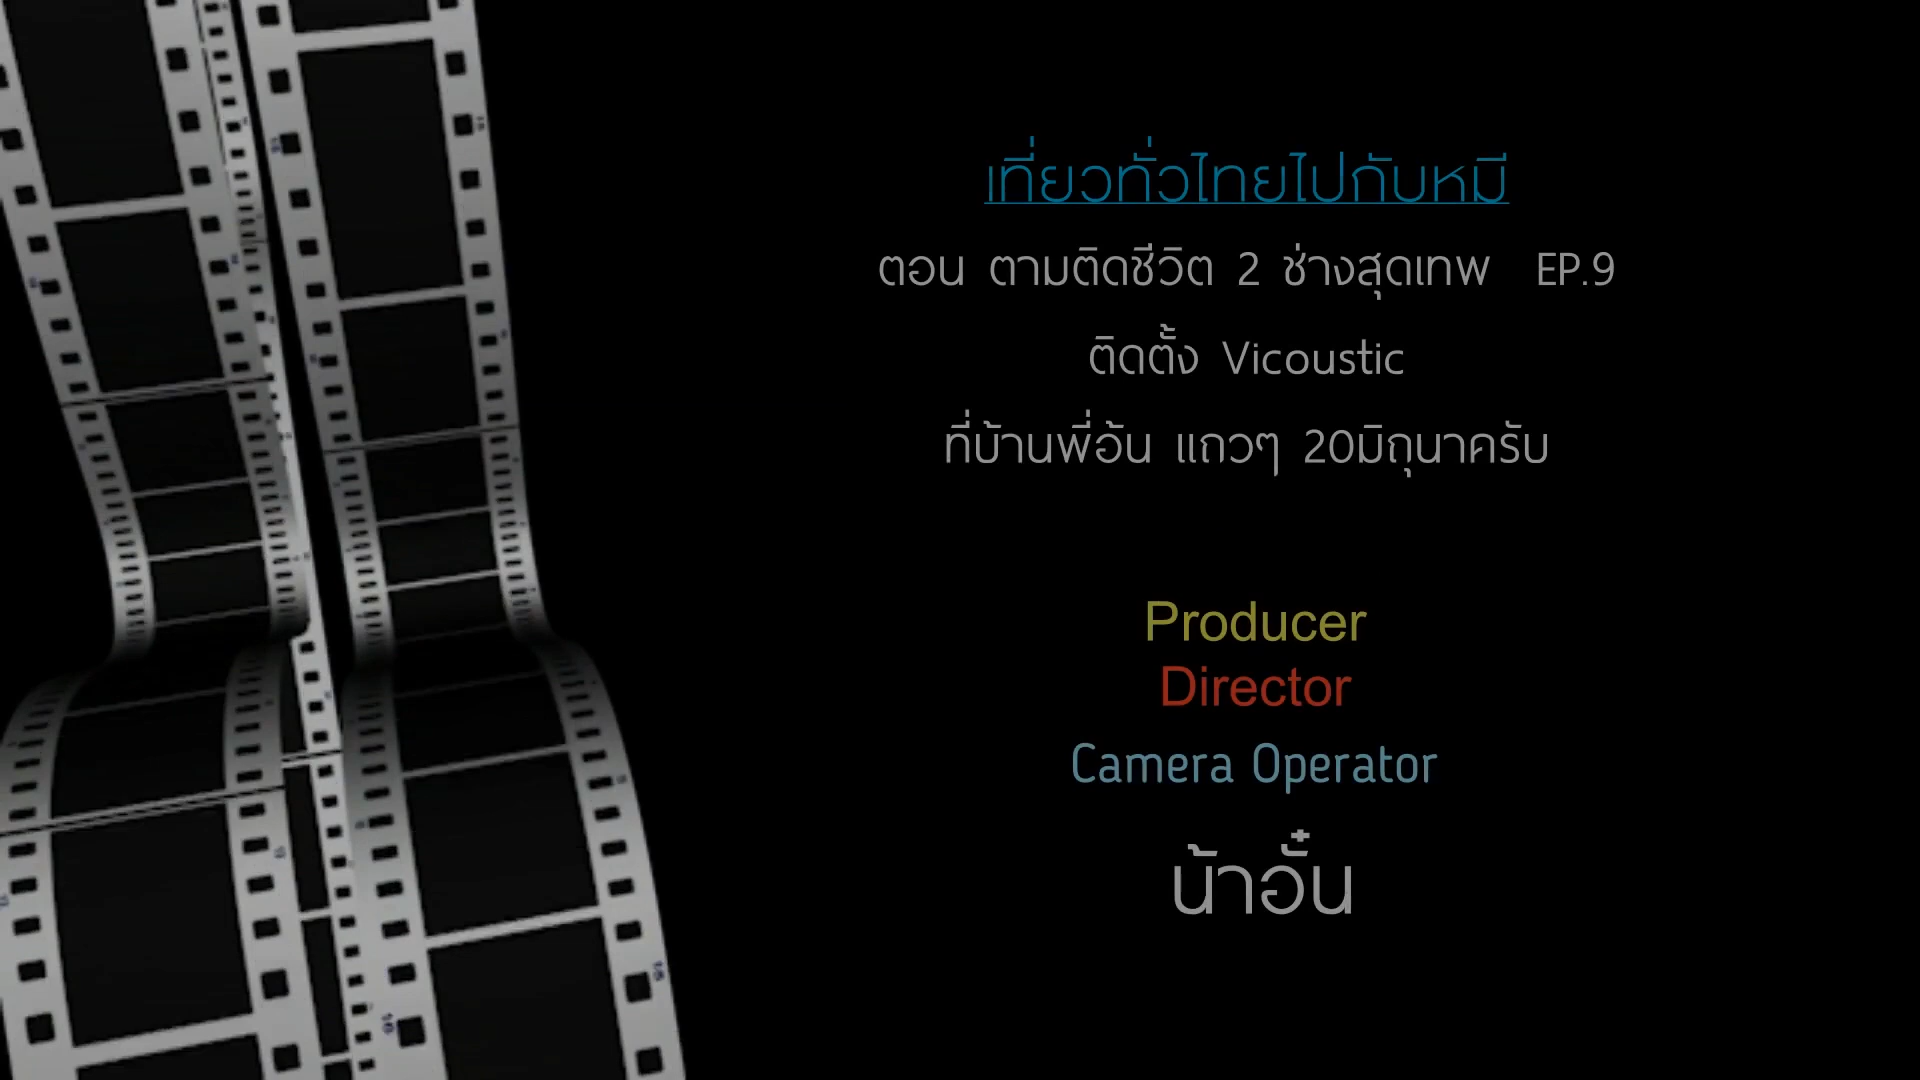 เที่ยวทั่วไทยไปกับหมี
ตอน ตามติดชีวิต 2 ช่างสุดเทพ EP.9
ติดตั้ง Vicoustic
ที่บ้านพี่อ้น แถวๆ 20มิถุนาครับ
Producer
Director
Camera Operator
น้าอั๋น